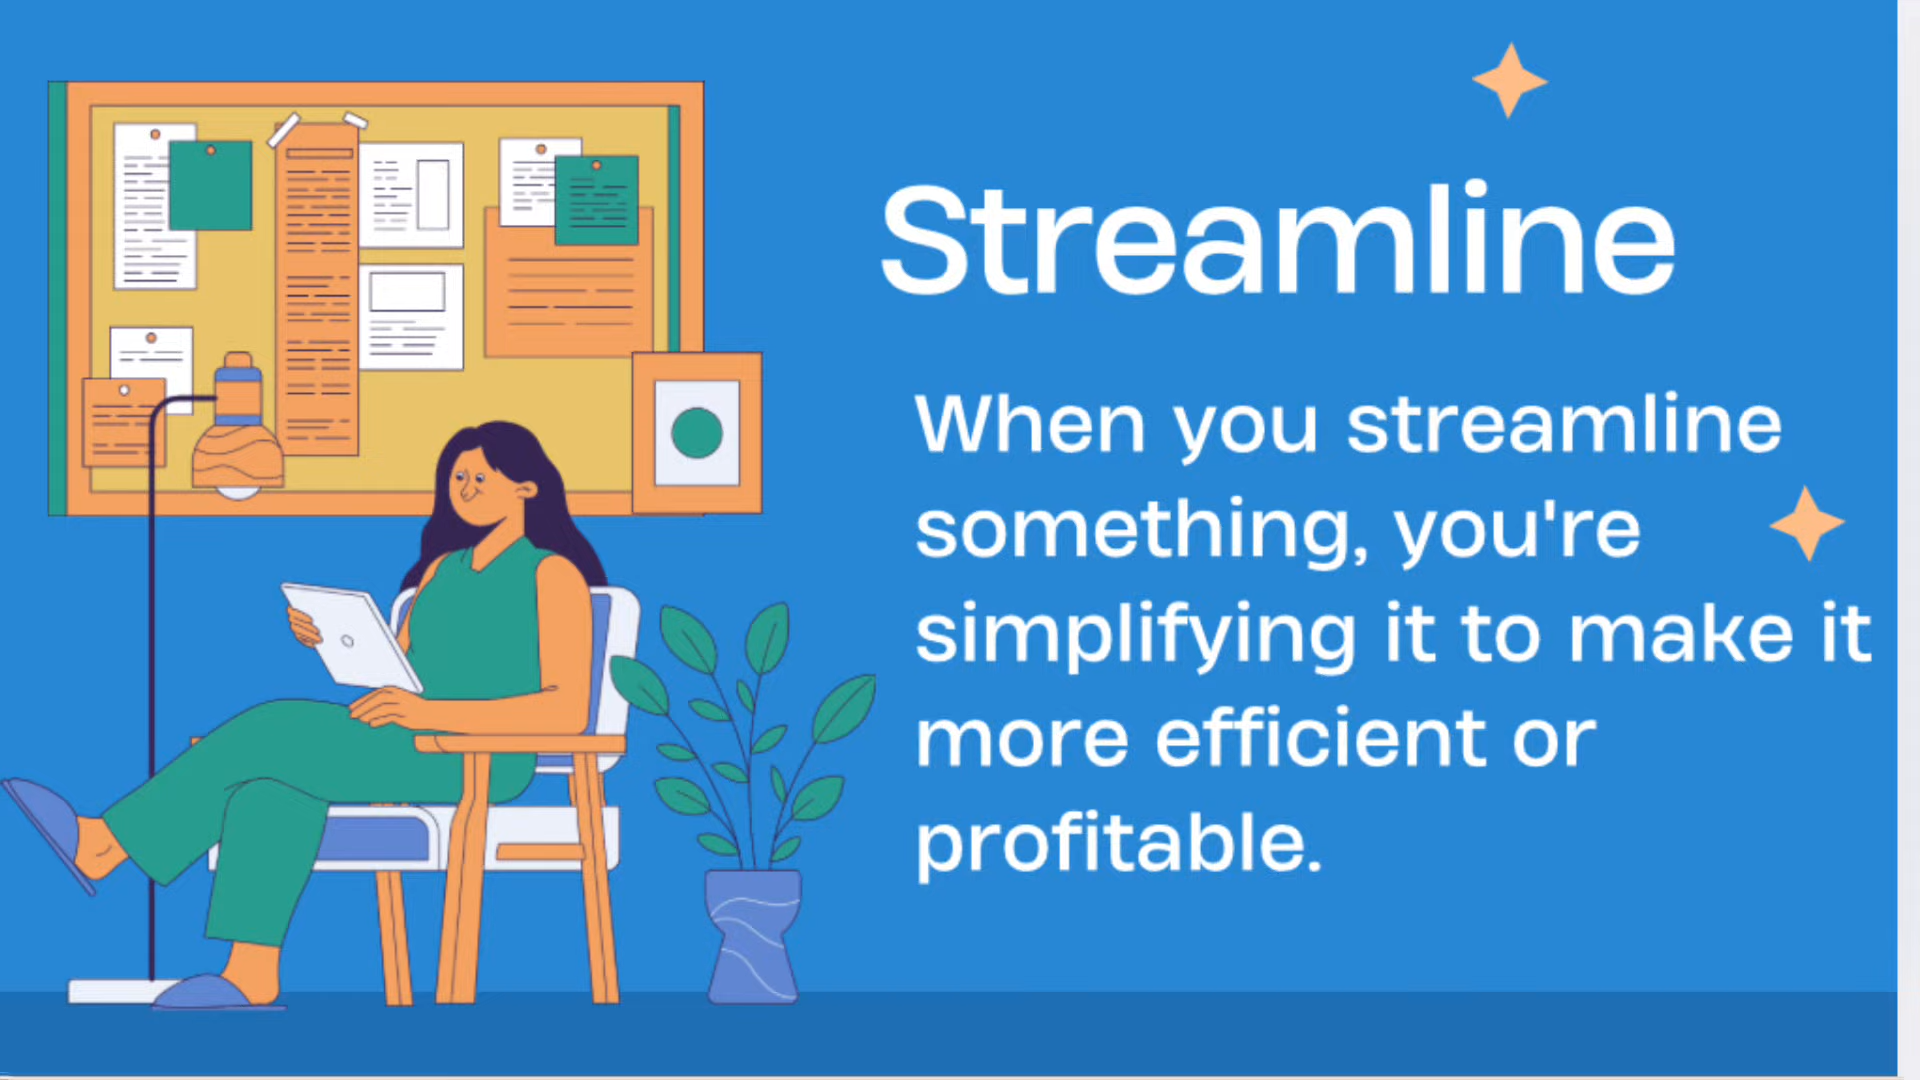 Streamline
When you streamline
something, you're
simplifying it to make it
more efficient or
profitable.